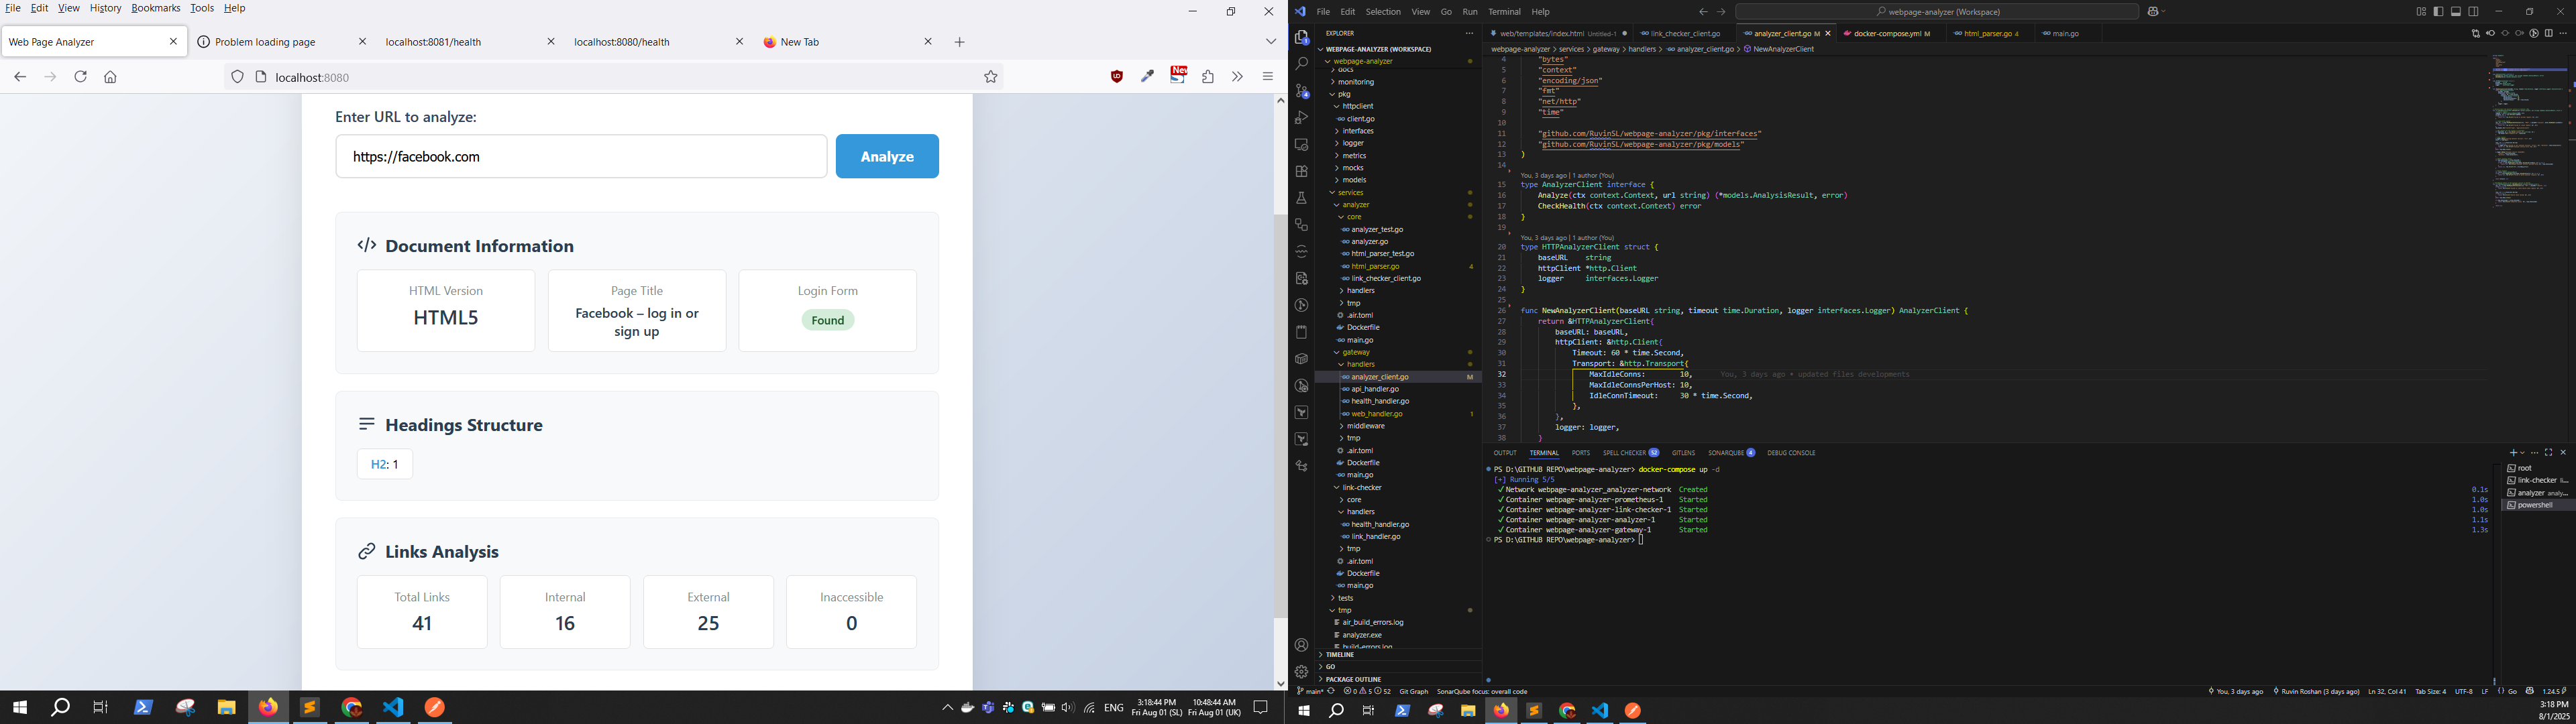 File Edit View History Bookmarks Tools Help
Web Page Analyzer
Problem loading page
localhost:8081/health
localhost:8080/health
New Tab
localhost:8080
New
Enter URL to analyze:
https://facebook.com
Analyze
Document Information
HTML Version
HTML5
Page Title
Facebook – log in or
sign up
Login Form
Found
Headings Structure
H2: 1
Links Analysis
Total Links
41
Internal
16
External
25
Inaccessible
0
ENG
3:18:44 PM
Fri Aug 01 (SL)
10:48:44 AM
Fri Aug 01 (UK)
File Edit Selection View Go Run Terminal Help
webpage-analyzer (Workspace)
EXPLORER
WEBPAGE-ANALYZER (WORKSPACE)
webpage-analyzer
docs
monitoring
pkg
httpclient
client.go
interfaces
logger
metrics
mocks
models
services
analyzer
core
analyzer_test.go
analyzer.go
html_parser_test.go
html_parser.go 4
link_checker_client.go
handlers
tmp
.air.toml
Dockerfile
main.go
gateway
handlers
analyzer_client.go M
api_handler.go
health_handler.go
web_handler.go 1
middleware
tmp
.air.toml
Dockerfile
main.go
link-checker
core
handlers
health_handler.go
link_handler.go
tmp
.air.toml
Dockerfile
main.go
tests
tmp
air_build_errors.log
analyzer.exe
build-errors.log
TIMELINE
GO
PACKAGE OUTLINE
web/templates/index.html Untitled-1
link_checker_client.go
analyzer_client.go M
docker-compose.yml M
html_parser.go 4
main.go
webpage-analyzer > services > gateway > handlers > analyzer_client.go > NewAnalyzerClient
4 "bytes"
5 "context"
6 "encoding/json"
7 "fmt"
8 "net/http"
9 "time"
10
11 "github.com/RuvinSL/webpage-analyzer/pkg/interfaces"
12 "github.com/RuvinSL/webpage-analyzer/pkg/models"
13 )
14
You, 3 days ago | 1 author (You)
15 type AnalyzerClient interface {
16 Analyze(ctx context.Context, url string) (*models.AnalysisResult, error)
17 CheckHealth(ctx context.Context) error
18 }
19
You, 3 days ago | 1 author (You)
20 type HTTPAnalyzerClient struct {
21 baseURL string
22 httpClient *http.Client
23 logger interfaces.Logger
24 }
25
26 func NewAnalyzerClient(baseURL string, timeout time.Duration, logger interfaces.Logger) AnalyzerClient {
27 return &HTTPAnalyzerClient{
28 baseURL: baseURL,
29 httpClient: &http.Client{
30 Timeout: 60 * time.Second,
31 Transport: &http.Transport{
32 MaxIdleConns: 10, You, 3 days ago • updated files developments
33 MaxIdleConnsPerHost: 10,
34 IdleConnTimeout: 30 * time.Second,
35 },
36 },
37 logger: logger,
38 }
OUTPUT TERMINAL PORTS SPELL CHECKER 52 GITLENS SONARQUBE 4 DEBUG CONSOLE
PS D:\GITHUB REPO\webpage-analyzer> docker-compose up -d
[+] Running 5/5
✔ Network webpage-analyzer_analyzer-network Created 0.1s
✔ Container webpage-analyzer-prometheus-1 Started 1.0s
✔ Container webpage-analyzer-link-checker-1 Started 1.0s
✔ Container webpage-analyzer-analyzer-1 Started 1.1s
✔ Container webpage-analyzer-gateway-1 Started 1.3s
PS D:\GITHUB REPO\webpage-analyzer>
root
link-checker
analyzer
powershell
main* 0 5 52 Git Graph SonarQube focus: overall code
You, 3 days ago Ruvin Roshan (3 days ago) Ln 32, Col 41 Tab Size: 4 UTF-8 LF Go 1.24.5
3:18 PM
8/1/2025